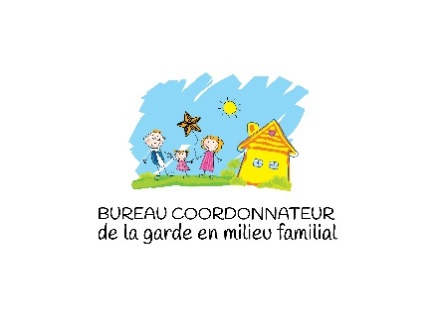 BUREAU COORDONNATEUR
de la garde en milieu familial